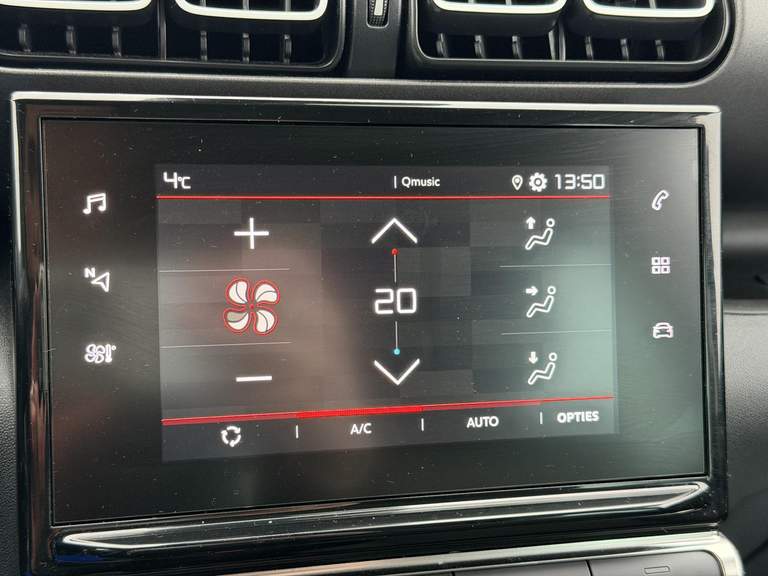 4°C | Qmusic 13:50
N
20
A/C | AUTO | OPTIES